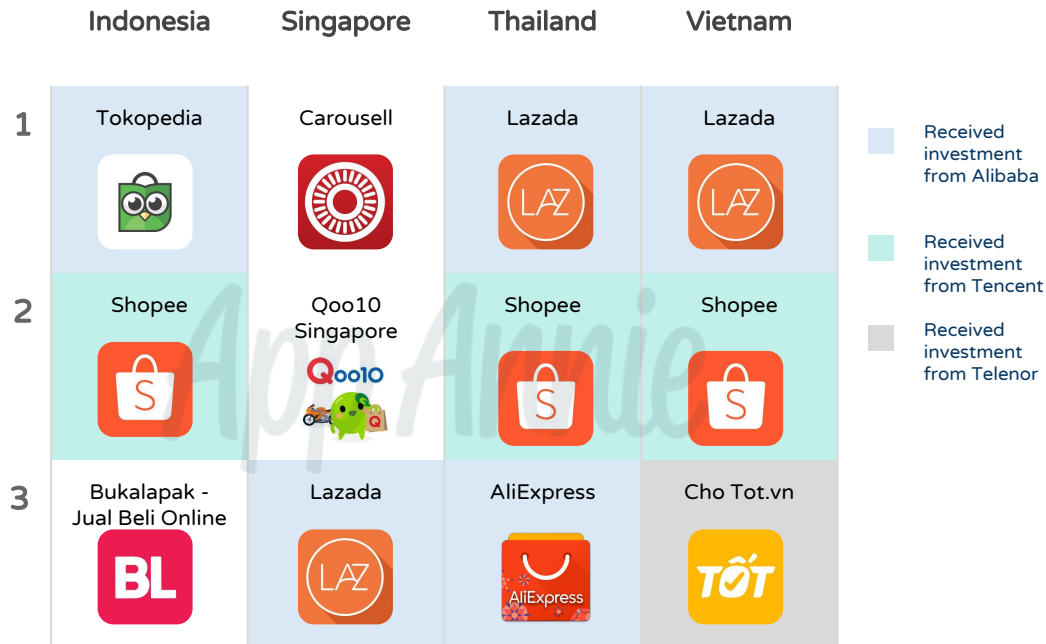 Indonesia
Singapore
Thailand
Vietnam
1
Tokopedia
Carousell
Lazada
LAZ
Lazada
LAZ
Received
investment
from Alibaba
2
Shopee
S
Qoo10
Singapore
Qoo10
Q
Shopee
S
Shopee
S
Received
investment
from Tencent
Received
investment
from Telenor
App Annie
3
Bukalapak -
Jual Beli Online
BL
Lazada
LAZ
AliExpress
AliExpress
Cho Tot.vn
TỐT